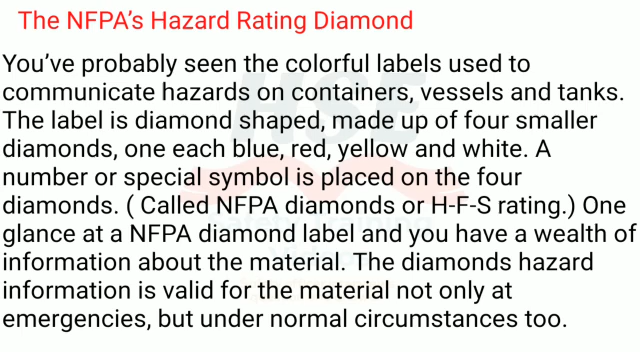 The NFPA’s Hazard Rating Diamond
You’ve probably seen the colorful labels used to
communicate hazards on containers, vessels and tanks.
The label is diamond shaped, made up of four smaller
diamonds, one each blue, red, yellow and white. A
number or special symbol is placed on the four
diamonds. ( Called NFPA diamonds or H-F-S rating.) One
glance at a NFPA diamond label and you have a wealth of
information about the material. The diamonds hazard
information is valid for the material not only at
emergencies, but under normal circumstances too.